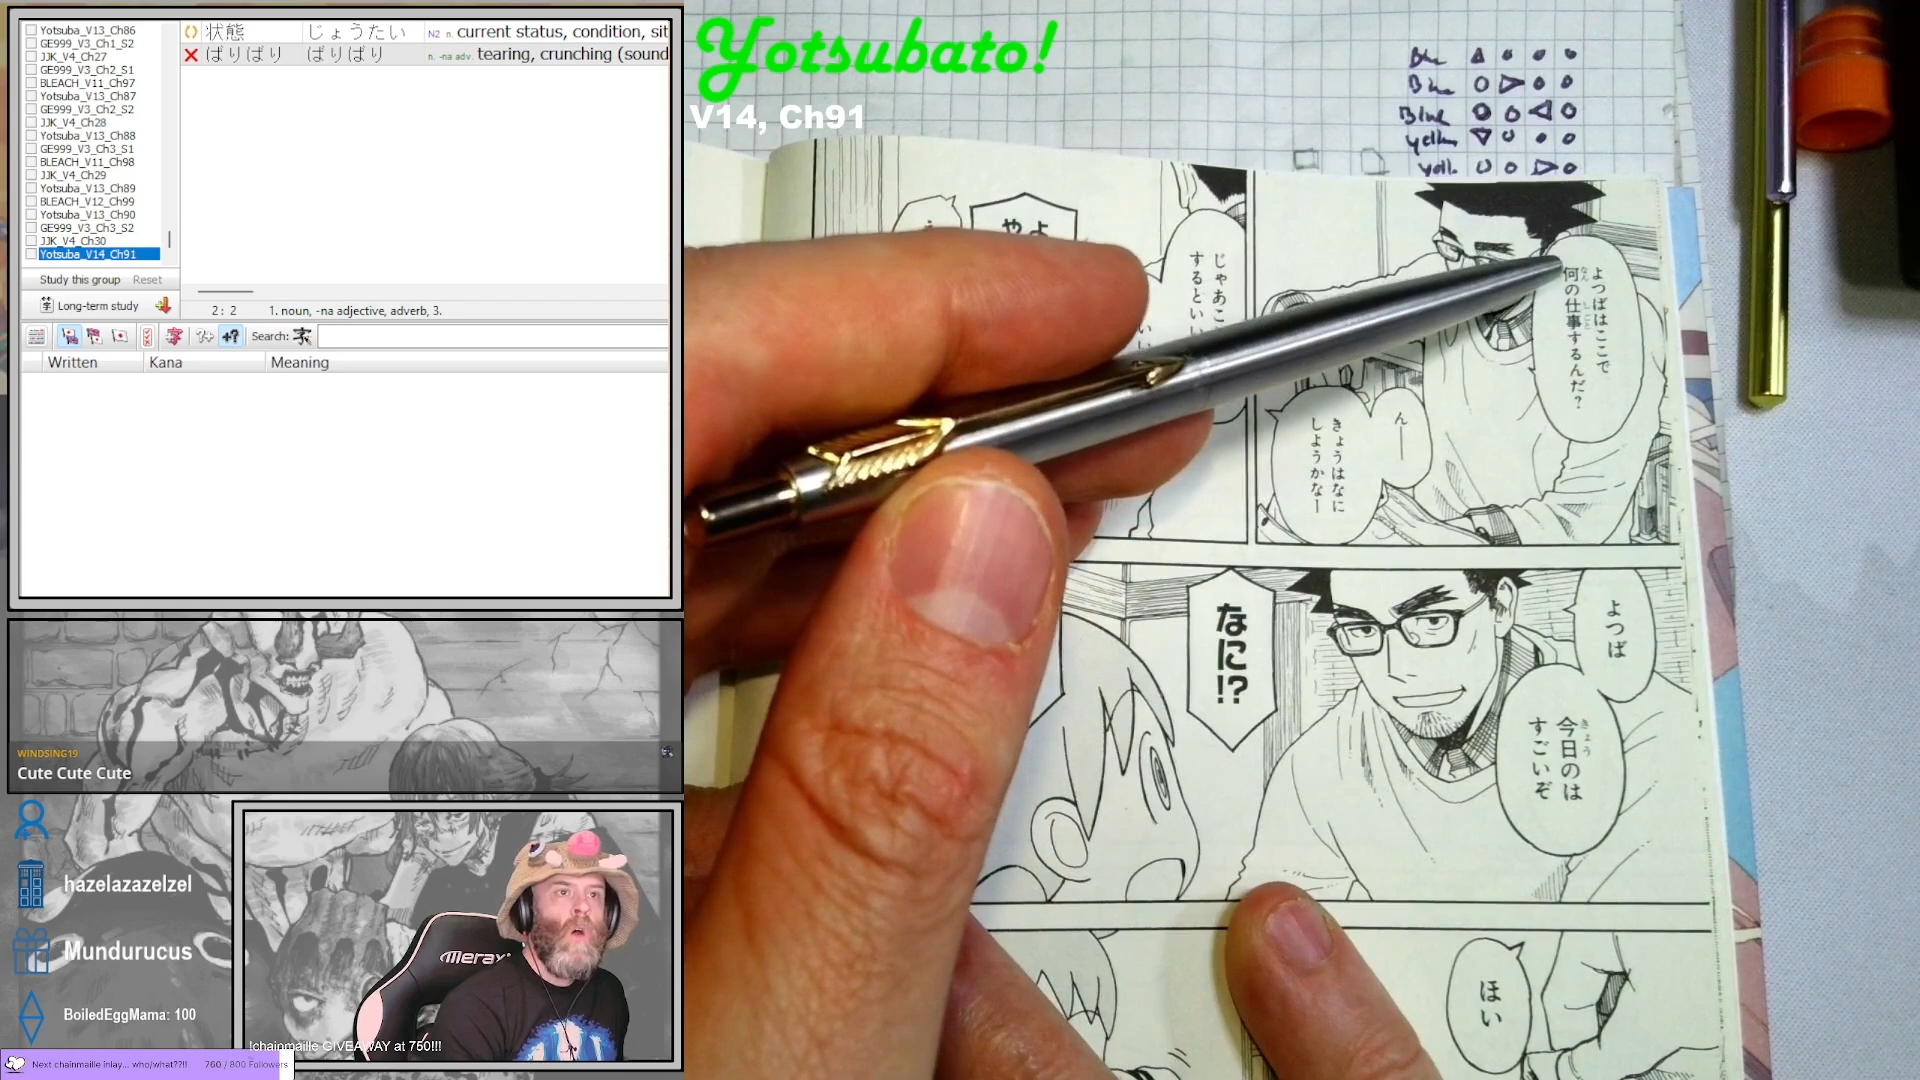 Yotsuba_V13_Ch86
GE999_V3_Ch1_S2
JJK_V4_Ch27
GE999_V3_Ch2_S1
BLEACH_V11_Ch97
Yotsuba_V13_Ch87
GE999_V3_Ch2_S2
JJK_V4_Ch28
Yotsuba_V13_Ch88
GE999_V3_Ch3_S1
BLEACH_V11_Ch98
JJK_V4_Ch29
Yotsuba_V13_Ch89
BLEACH_V12_Ch99
Yotsuba_V13_Ch90
GE999_V3_Ch3_S2
JJK_V4_Ch30
Yotsuba_V14_Ch91
Study this group Reset
Long-term study
状態 じょうたい N2 n. current status, condition, sit
ばりばり ばりばり n. -na adv. tearing, crunching (sound
2: 2 1. noun, -na adjective, adverb, 3.
Search:
Written Kana Meaning
WINDSING19
Cute Cute Cute
hazelazazelzel
Mundurucus
BoiledEggMama: 100
merax
!chainmaille GIVEAWAY at 750!!!
Next chainmaille inlay... who/what??!! 760 / 800 Followers
Yotsubato!
V14, Ch91
Blue
yellow
よつばはここで
何の仕事するんだ？
んー
きょうはなに
しようかなー
じゃあこ
するといい
よつば
今日のは
すごいぞ
なに!?
ほい